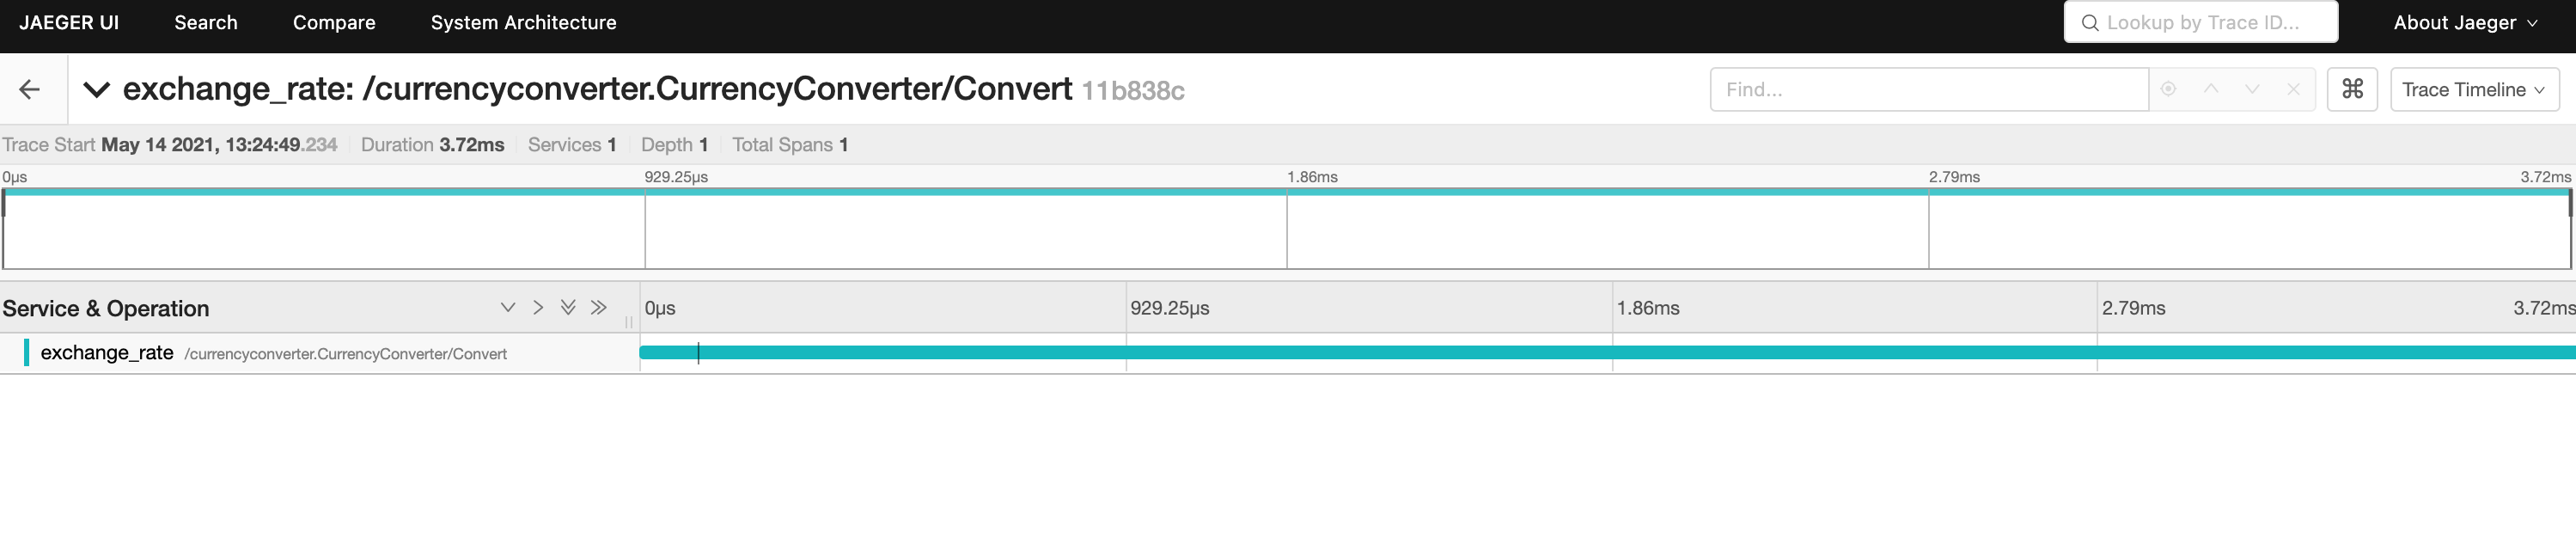 JAEGER UI Search Compare System Architecture Lookup by Trace ID... About Jaeger
exchange_rate: /currencyconverter.CurrencyConverter/Convert 11b838c Find... ⌘ Trace Timeline
Trace Start May 14 2021, 13:24:49.234 Duration 3.72ms Services 1 Depth 1 Total Spans 1
0μs 929.25μs 1.86ms 2.79ms 3.72ms
Service & Operation 0μs 929.25μs 1.86ms 2.79ms 3.72ms
exchange_rate /currencyconverter.CurrencyConverter/Convert